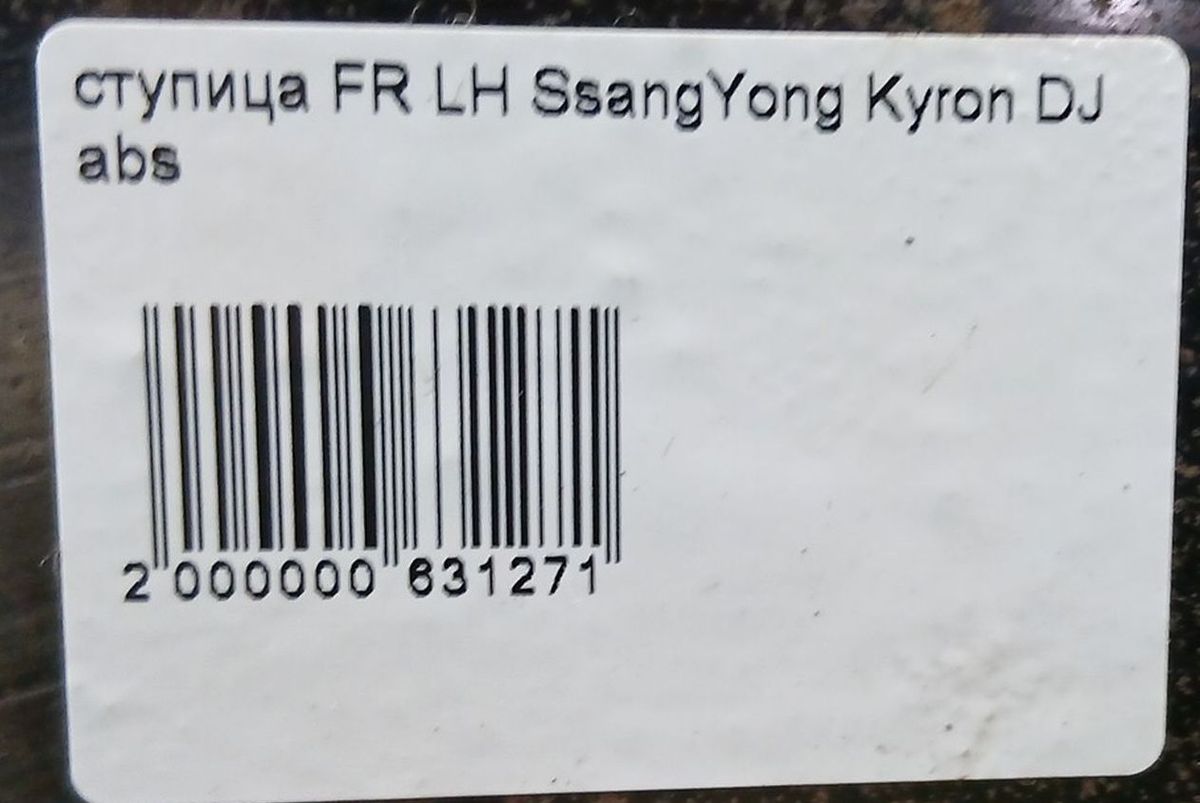 ступица FR LH SsangYong Kyron DJ
abs
2 000000 631271